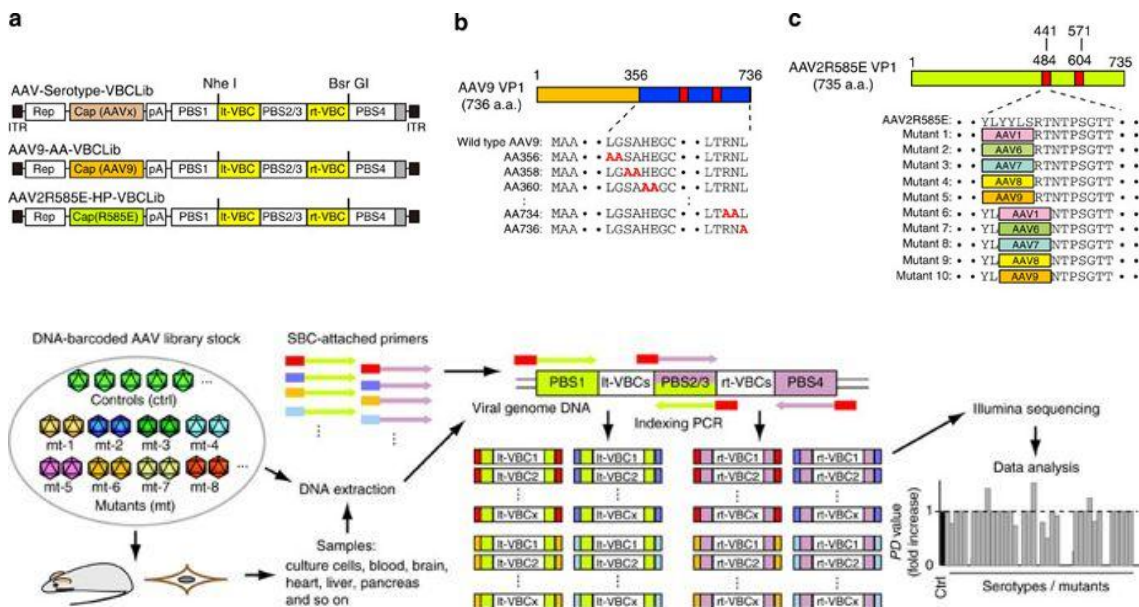 a
Nhe I Bsr GI
AAV-Serotype-VBCLib
Rep Cap (AAVx) pA PBS1 lt-VBC PBS2/3 rt-VBC PBS4
ITR ITR
AAV9-AA-VBCLib
Rep Cap (AAV9) pA PBS1 lt-VBC PBS2/3 rt-VBC PBS4
AAV2R585E-HP-VBCLib
Rep Cap(R585E) pA PBS1 lt-VBC PBS2/3 rt-VBC PBS4
b
1 356 736
AAV9 VP1
(736 a.a.)
Wild type AAV9: MAA • • LGSAHEGC • • LTRNL
AA356: MAA • • AASAHEGC • • LTRNL
AA358: MAA • • LGAAHEGC • • LTRNL
AA360: MAA • • LGSAAAGC • • LTRNL
:
AA734: MAA • • LGSAHEGC • • LTAAL
AA736: MAA • • LGSAHEGC • • LTRNA
c
441 571
1 484 604 735
AAV2R585E VP1
(735 a.a.)
AAV2R585E: • • YLYYLSRTNTPSGTT • •
Mutant 1: • • AAV1 RTNTPSGTT • •
Mutant 2: • • AAV6 RTNTPSGTT • •
Mutant 3: • • AAV7 RTNTPSGTT • •
Mutant 4: • • AAV8 RTNTPSGTT • •
Mutant 5: • • AAV9 RTNTPSGTT • •
Mutant 6: • • YL AAV1 NTPSGTT • •
Mutant 7: • • YL AAV6 NTPSGTT • •
Mutant 8: • • YL AAV7 NTPSGTT • •
Mutant 9: • • YL AAV8 NTPSGTT • •
Mutant 10: • • YL AAV9 NTPSGTT • •
DNA-barcoded AAV library stock
Controls (ctrl)
mt-1 mt-2 mt-3 mt-4
mt-5 mt-6 mt-7 mt-8
Mutants (mt)
SBC-attached primers
DNA extraction
Samples:
culture cells, blood, brain,
heart, liver, pancreas
and so on
PBS1 lt-VBCs PBS2/3 rt-VBCs PBS4
Viral genome DNA
Indexing PCR
lt-VBC1 lt-VBC1 rt-VBC1 rt-VBC1
lt-VBC2 lt-VBC2 rt-VBC2 rt-VBC2
lt-VBCx lt-VBCx rt-VBCx rt-VBCx
lt-VBC1 lt-VBC1 rt-VBC1 rt-VBC1
lt-VBC2 lt-VBC2 rt-VBC2 rt-VBC2
lt-VBCx lt-VBCx rt-VBCx rt-VBCx
Illumina sequencing
Data analysis
PD value
(fold increase)
1
0
Ctrl
Serotypes / mutants